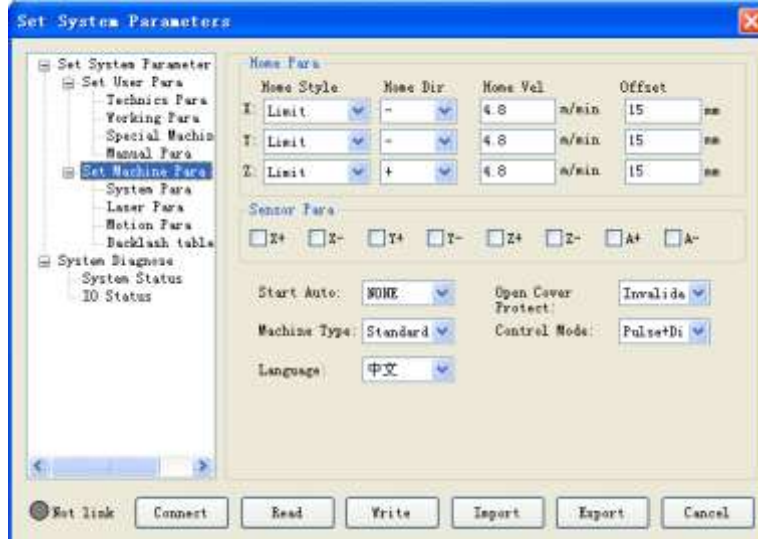 Set System Parameters
Set System Parameter
Set User Para
Technics Para
Working Para
Special Machin
Manual Para
Set Machine Para
System Para
Laser Para
Motion Para
Backlash table
System Diagnose
System Status
IO Status
Home Para
Home Style Home Dir Home Vel Offset
X: Limit - 4.8 m/min 15 mm
Y: Limit - 4.8 m/min 15 mm
Z: Limit + 4.8 m/min 15 mm
Sensor Para
X+ X- Y+ Y- Z+ Z- A+ A-
Start Auto: NONE Open Cover Protect: Invalida
Machine Type: Standard Control Mode: Pulse+Di
Language: 中文
Not link Connect Read Write Import Export Cancel